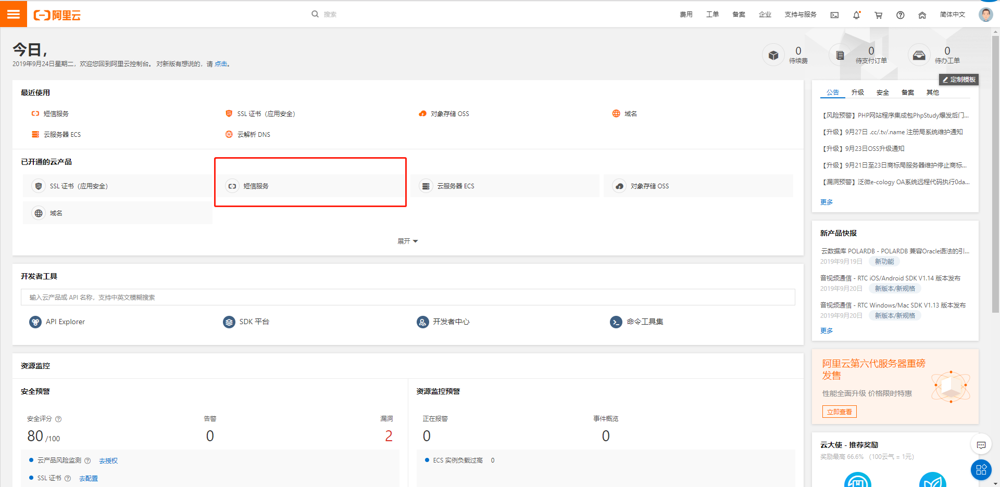 阿里云
搜索
费用
工单
备案
企业
支持与服务
简体中文
今日，
2019年9月24日星期二，欢迎您回到阿里云控制台。 对新版有想说的，请 点击。
0
待续费
0
待支付订单
0
待办工单
定制模板
最近使用
短信服务
SSL 证书（应用安全）
对象存储 OSS
域名
云服务器 ECS
云解析 DNS
已开通的云产品
SSL 证书（应用安全）
短信服务
云服务器 ECS
对象存储 OSS
域名
展开
开发者工具
输入云产品或 API 名称，支持中英文模糊搜索
API Explorer
SDK 平台
开发者中心
命令工具集
资源监控
安全预警
安全评分
80 /100
告警
0
漏洞
2
云产品风险监测 去授权
SSL 证书 去配置
资源监控预警
正在报警
0
事件概览
0
ECS 实例负载过高 0
公告
升级
安全
备案
其他
【风险预警】PHP网站程序集成包PhpStudy爆发后门...
【升级】9月27日 .cc/.tv/.name 注册局系统维护通知
【升级】9月23日OSS升级通知
【升级】9月21日至23日商标局服务器维护停止商标...
【漏洞预警】泛微e-cology OA系统远程代码执行0da...
更多
新产品快报
云数据库 POLARDB - POLARDB 兼容Oracle语法的引...
2019年9月19日 新功能
音视频通信 - RTC iOS/Android SDK V1.14 版本发布
2019年9月20日 新版本/新规格
音视频通信 - RTC Windows/Mac SDK V1.13 版本发布
2019年9月20日 新版本/新规格
更多
阿里云第六代服务器重磅
发售
性能全面升级 价格限时特惠
立即查看
云大使 - 推荐奖励
奖励最高 66.6% （100云气 = 1元）